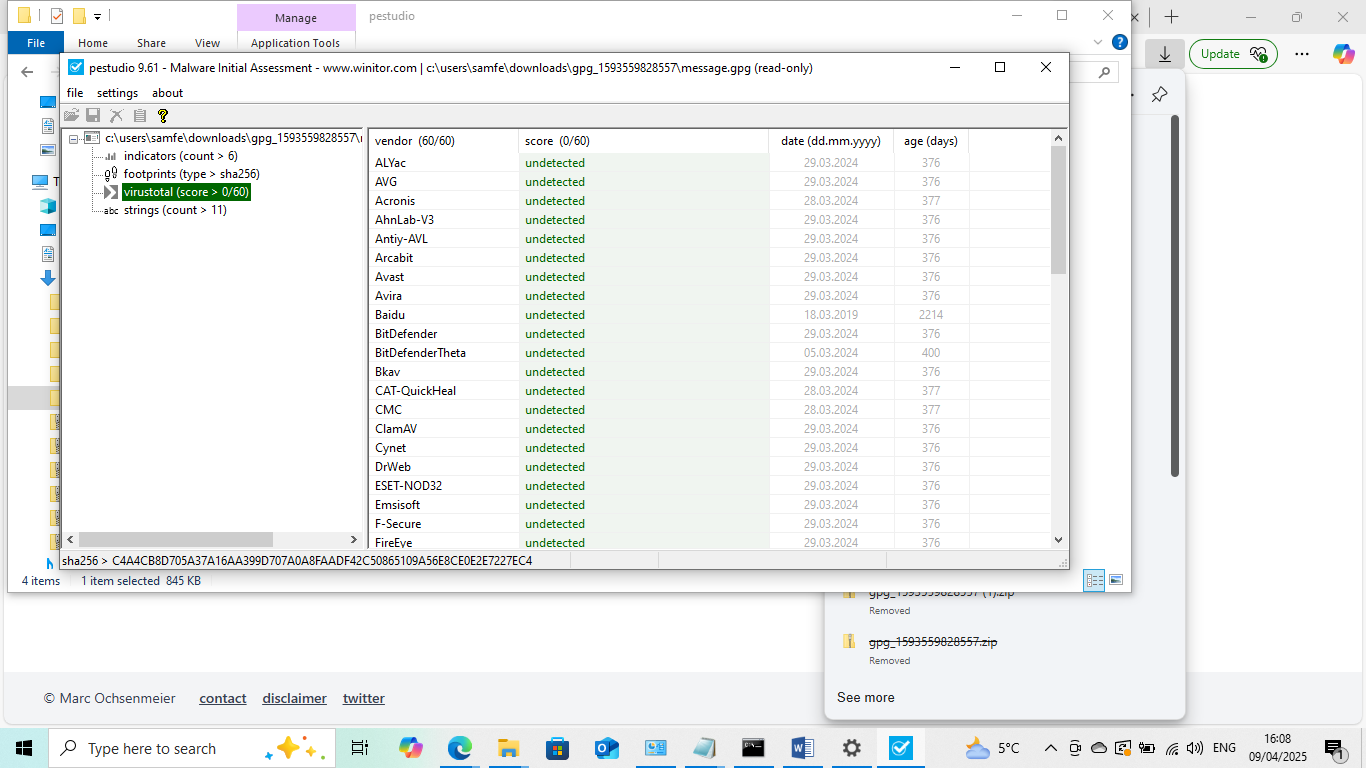 Manage
pestudio
File
Home
Share
View
Application Tools
Update
pestudio 9.61 - Malware Initial Assessment - www.winitor.com | c:\users\samfe\downloads\gpg_1593559828557\message.gpg (read-only)
file settings about
c:\users\samfe\downloads\gpg_1593559828557\
indicators (count > 6)
footprints (type > sha256)
virustotal (score > 0/60)
abc strings (count > 11)
vendor (60/60) score (0/60) date (dd.mm.yyyy) age (days)
ALYac undetected 29.03.2024 376
AVG undetected 29.03.2024 376
Acronis undetected 28.03.2024 377
AhnLab-V3 undetected 29.03.2024 376
Antiy-AVL undetected 29.03.2024 376
Arcabit undetected 29.03.2024 376
Avast undetected 29.03.2024 376
Avira undetected 29.03.2024 376
Baidu undetected 18.03.2019 2214
BitDefender undetected 29.03.2024 376
BitDefenderTheta undetected 05.03.2024 400
Bkav undetected 29.03.2024 376
CAT-QuickHeal undetected 28.03.2024 377
CMC undetected 28.03.2024 377
ClamAV undetected 29.03.2024 376
Cynet undetected 29.03.2024 376
DrWeb undetected 29.03.2024 376
ESET-NOD32 undetected 29.03.2024 376
Emsisoft undetected 29.03.2024 376
F-Secure undetected 29.03.2024 376
FireEye undetected 29.03.2024 376
sha256 > C4A4CB8D705A37A16AA399D707A0A8FAADF42C50865109A56E8CE0E2E7227EC4
4 items 1 item selected 845 KB
gpg_1593559828557 (1).zip
Removed
gpg_1593559828557.zip
Removed
See more
© Marc Ochsenmeier contact disclaimer twitter
Type here to search
5°C
ENG
16:08
09/04/2025
1